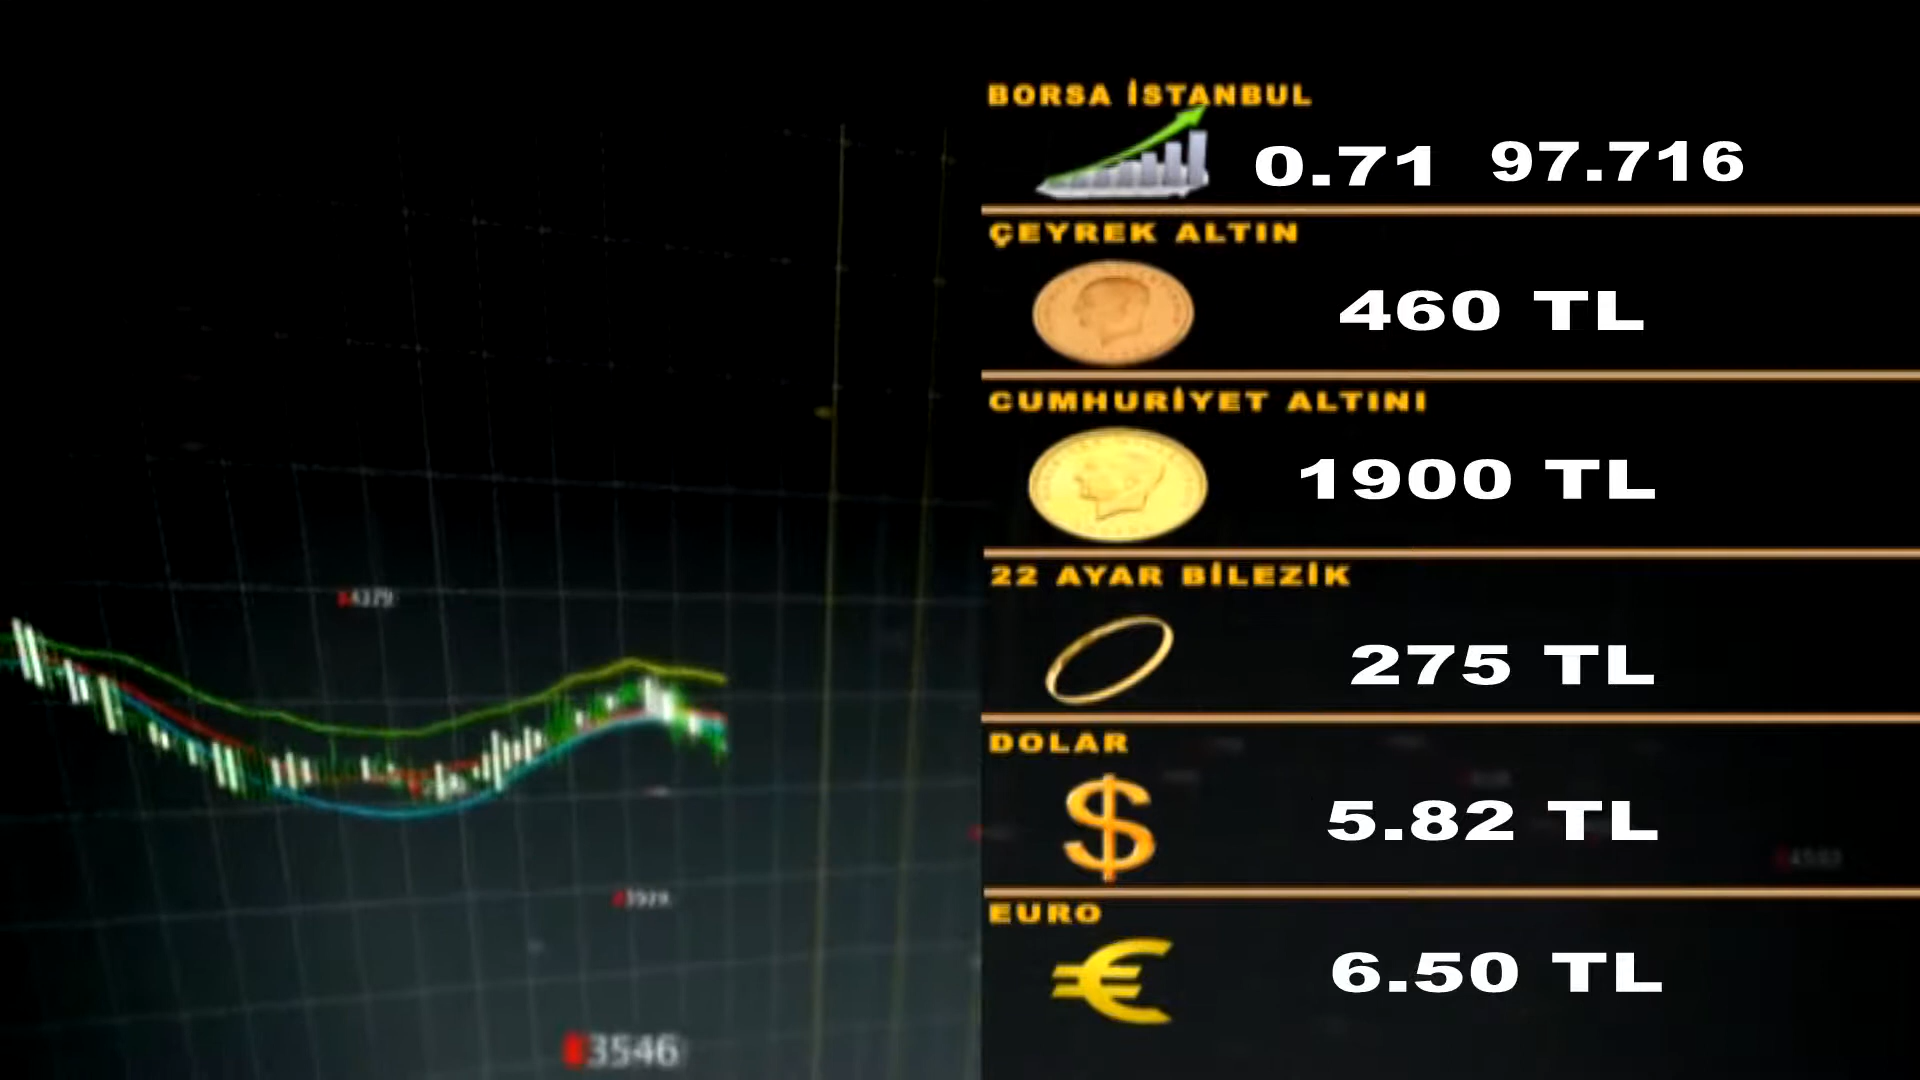 BORSA İSTANBUL
0.71 97.716
ÇEYREK ALTIN
460 TL
CUMHURİYET ALTINI
1900 TL
22 AYAR BİLEZİK
275 TL
DOLAR
5.82 TL
EURO
6.50 TL
4379
3546